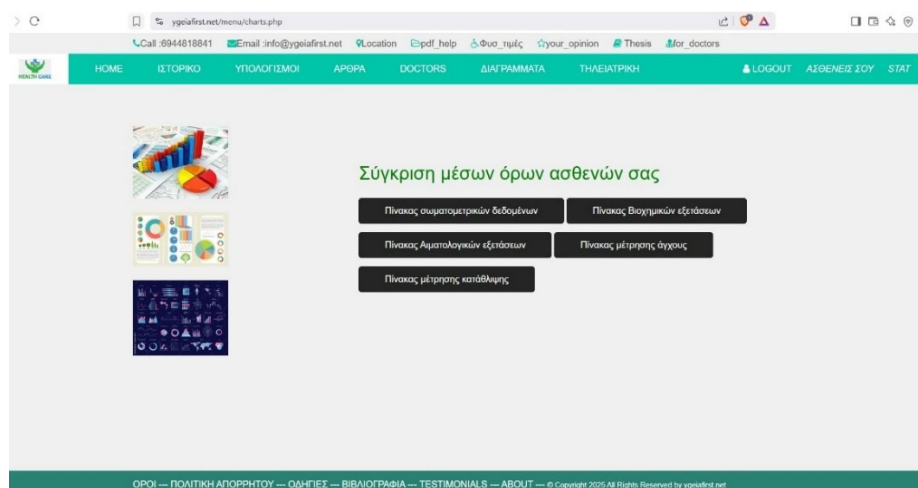 ygeiafirst.net/menu/charts.php
Call :6944818841 Email :info@ygeiafirst.net Location pdf_help Φυσ_τιμές your_opinion Thesis for_doctors
HEALTH CARE HOME ΙΣΤΟΡΙΚΟ ΥΠΟΛΟΓΙΣΜΟΙ ΑΡΘΡΑ DOCTORS ΔΙΑΓΡΑΜΜΑΤΑ ΤΗΛΕΙΑΤΡΙΚΗ LOGOUT ΑΣΘΕΝΕΙΣ ΣΟΥ STAT
Σύγκριση μέσων όρων ασθενών σας
Πίνακας σωματομετρικών δεδομένων Πίνακας Βιοχημικών εξετάσεων
Πίνακας Αιματολογικών εξετάσεων Πίνακας μέτρησης άγχους
Πίνακας μέτρησης κατάθλιψης
ΟΡΟΙ --- ΠΟΛΙΤΙΚΗ ΑΠΟΡΡΗΤΟΥ --- ΟΔΗΓΙΕΣ --- ΒΙΒΛΙΟΓΡΑΦΙΑ --- TESTIMONIALS --- ABOUT --- © Copyright 2025 All Rights Reserved by ygeiafirst.net